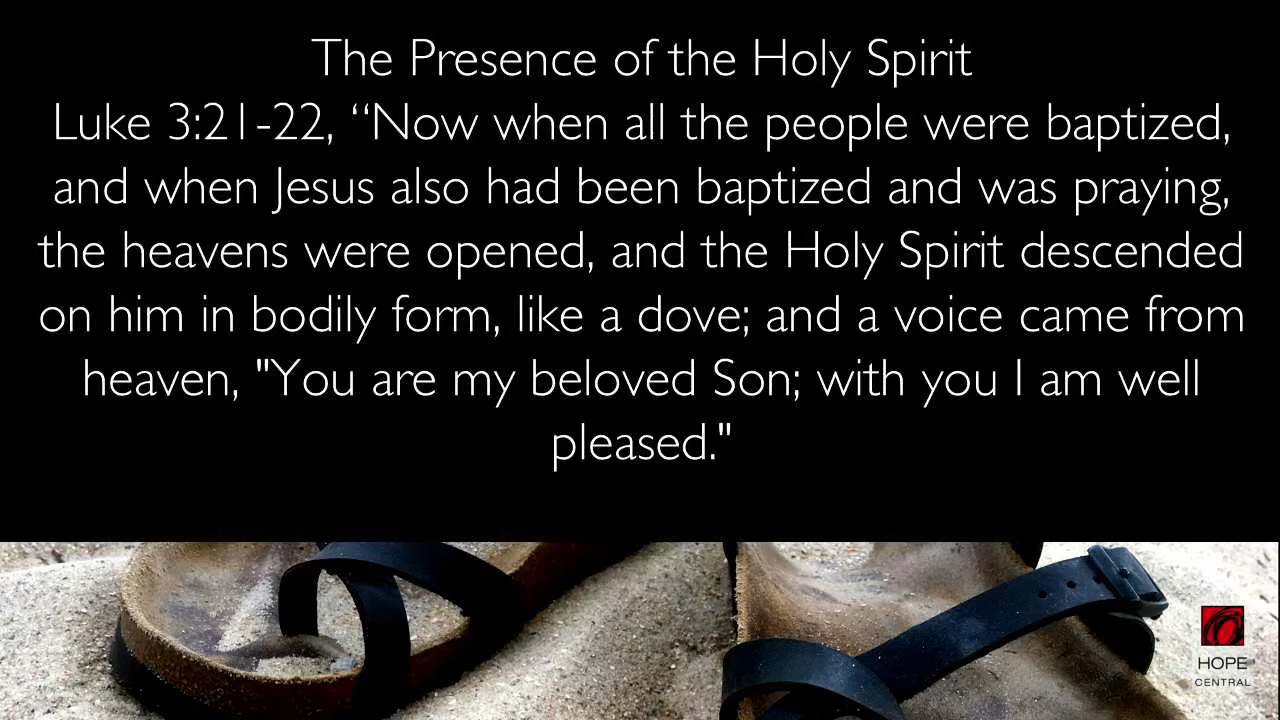 The Presence of the Holy Spirit
Luke 3:21-22, “Now when all the people were baptized,
and when Jesus also had been baptized and was praying,
the heavens were opened, and the Holy Spirit descended
on him in bodily form, like a dove; and a voice came from
heaven, "You are my beloved Son; with you I am well
pleased."
HOPE
CENTRAL